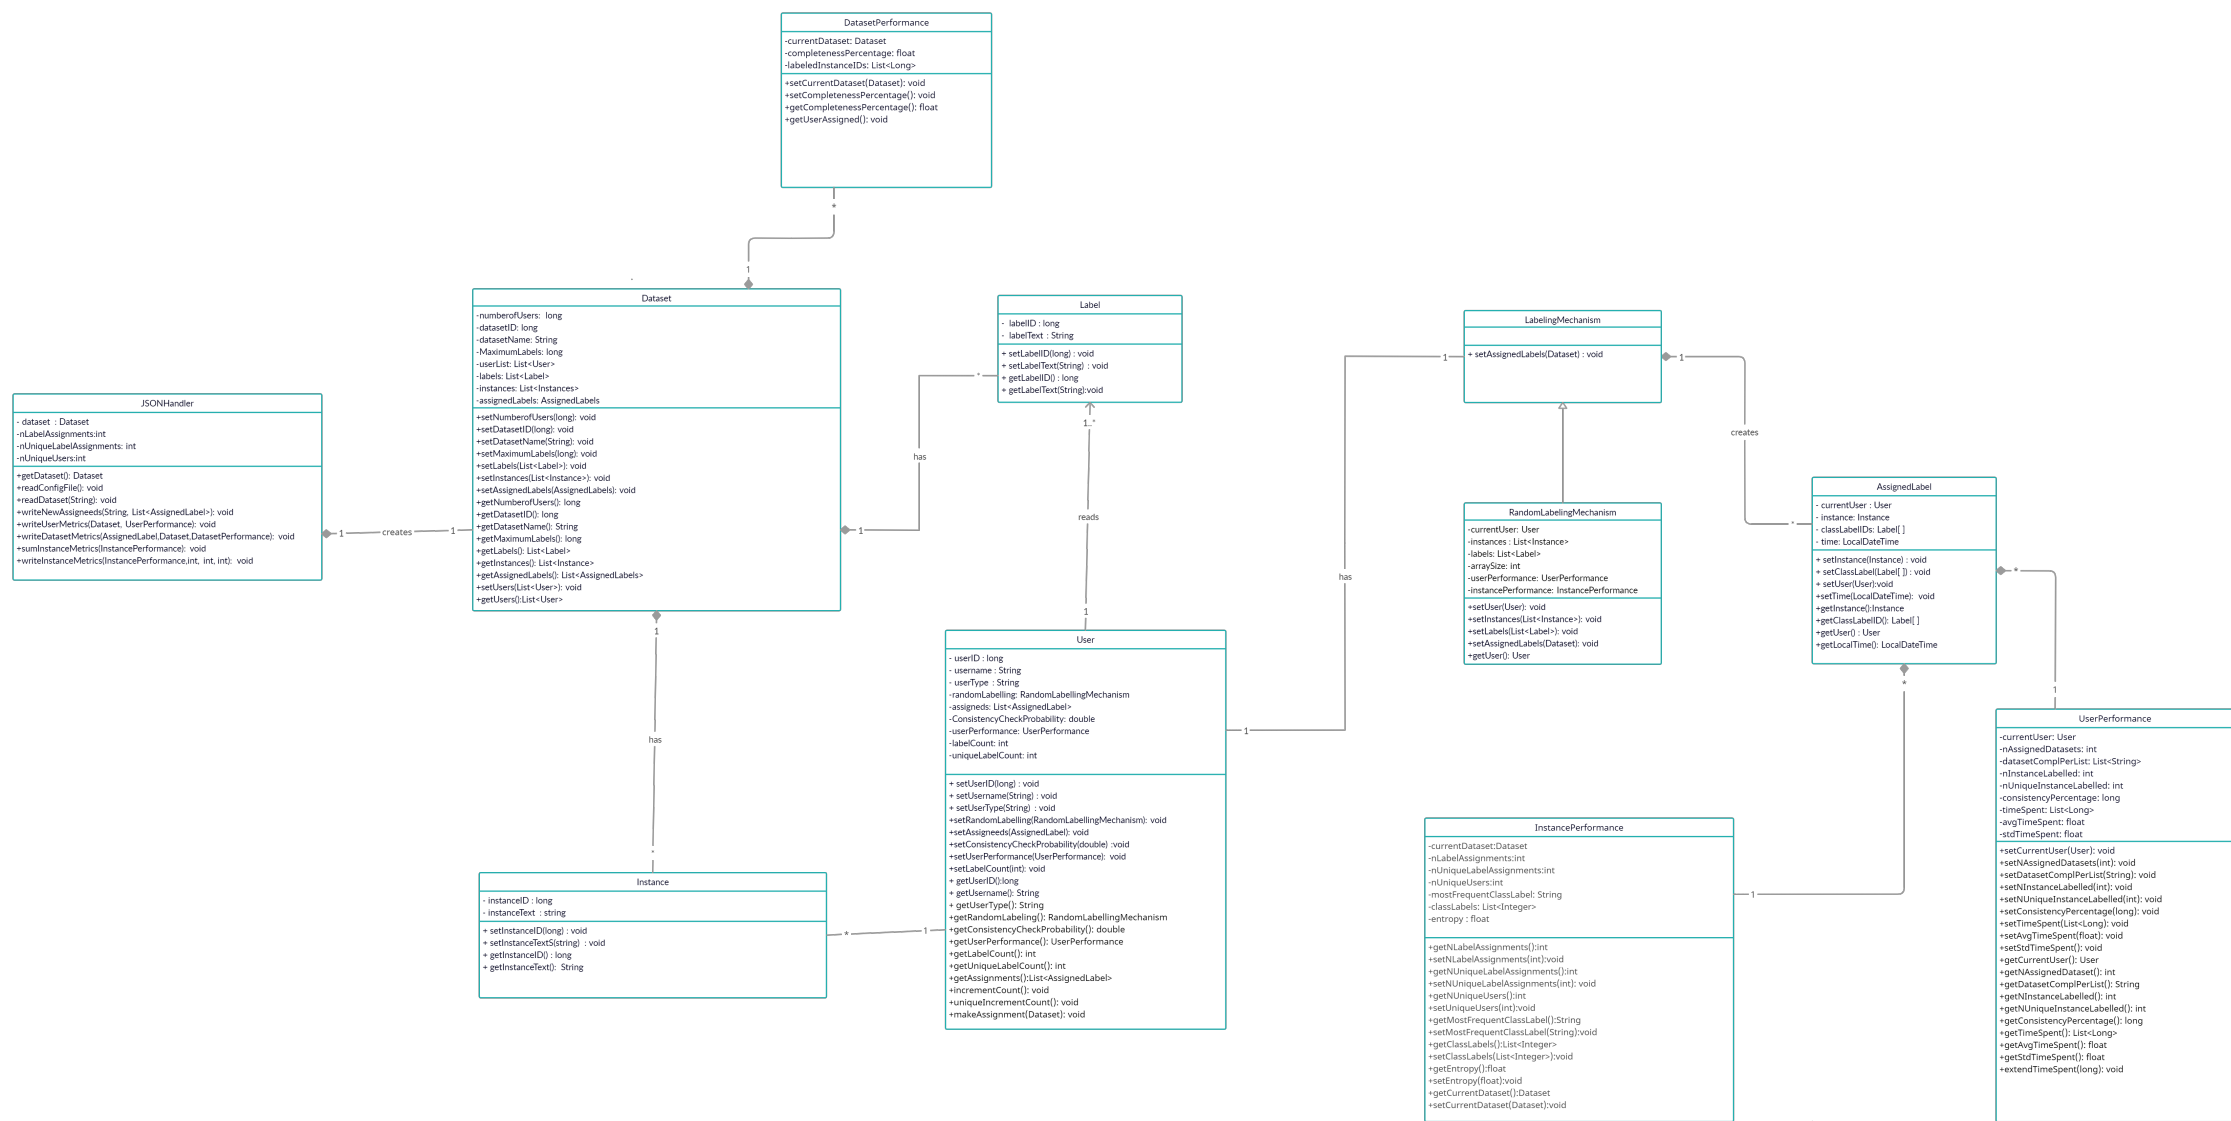 DatasetPerformance
-currentDataset: Dataset
-completenessPercentage: float
-labeledInstanceIDs: List<Long>
+setCurrentDataset(Dataset): void
+setCompletenessPercentage(): void
+getCompletenessPercentage(): float
+getUserAssigned(): void
*
1
Dataset
-numberofUsers:  long
-datasetID: long
-datasetName: String
-MaximumLabels: long
-userList: List<User>
-labels: List<Label>
-instances: List<Instances>
-assignedLabels: AssignedLabels
+setNumberofUsers(long): void
+setDatasetID(long): void
+setDatasetName(String): void
+setMaximumLabels(long): void
+setLabels(List<Label>): void
+setInstances(List<Instance>): void
+setAssignedLabels(AssignedLabels): void
+getNumberofUsers(): long
+getDatasetID(): long
+getDatasetName(): String
+getMaximumLabels(): long
+getLabels(): List<Label>
+getInstances(): List<Instance>
+getAssignedLabels(): List<AssignedLabels>
+setUsers(List<User>): void
+getUsers():List<User>
JSONHandler
- dataset  : Dataset
-nLabelAssignments:int
-nUniqueLabelAssignments: int
-nUniqueUsers:int
+getDataset(): Dataset
+readConfigFile(): void
+readDataset(String): void
+writeNewAssigneeds(String, List<AssignedLabel>): void
+writeUserMetrics(Dataset, UserPerformance): void
+writeDatasetMetrics(AssignedLabel,Dataset,DatasetPerformance):  void
+sumInstanceMetrics(InstancePerformance):  void
+writeInstanceMetrics(InstancePerformance,int, int, int):  void
1
creates
1
1
has
*
Label
-  labelID : long
-  labelText : String
+ setLabelID(long) : void
+ setLabelText(String) : void
+ getLabelID() : long
+ getLabelText(String):void
1..*
reads
1
1
has
*
Instance
- instanceID : long
- instanceText  : string
+ setInstanceID(long) : void
+ setInstanceTextS(string)  : void
+ getInstanceID() : long
+ getInstanceText():  String
*
1
User
- userID : long
- username : String
- userType  : String
-randomLabelling: RandomLabellingMechanism
-assigneds: List<AssignedLabel>
-ConsistencyCheckProbability: double
-userPerformance: UserPerformance
-labelCount: int
-uniqueLabelCount: int
+ setUserID(long) : void
+ setUsername(String) : void
+ setUserType(String)  : void
+setRandomLabelling(RandomLabellingMechanism): void
+setAssigneeds(AssignedLabel): void
+setConsistencyCheckProbability(double) :void
+setUserPerformance(UserPerformance):  void
+setLabelCount(int): void
+ getUserID():long
+ getUsername(): String
+ getUserType(): String
+getRandomLabeling(): RandomLabellingMechanism
+getConsistencyCheckProbability(): double
+getUserPerformance(): UserPerformance
+getLabelCount(): int
+getUniqueLabelCount(): int
+getAssignments():List<AssignedLabel>
+incrementCount(): void
+uniqueIncrementCount(): void
+makeAssignment(Dataset): void
1
has
1
LabelingMechanism
+ setAssignedLabels(Dataset) : void
1
creates
*
RandomLabelingMechanism
-currentUser: User
-instances : List<Instance>
-labels: List<Label>
-arraySize: int
-userPerformance: UserPerformance
-instancePerformance: InstancePerformance
+setUser(User): void
+setInstances(List<Instance>): void
+setLabels(List<Label>): void
+setAssignedLabels(Dataset): void
+getUser(): User
AssignedLabel
- currentUser : User
- instance: Instance
- classLabelIDs: Label[ ]
- time: LocalDateTime
+ setInstance(Instance) : void
+ setClassLabel(Label[ ]) : void
+ setUser(User):void
+setTime(LocalDateTime):  void
+getInstance():Instance
+getClassLabelID(): Label[ ]
+getUser() : User
+getLocalTime(): LocalDateTime
*
1
*
1
InstancePerformance
-currentDataset:Dataset
-nLabelAssignments:int
-nUniqueLabelAssignments:int
-nUniqueUsers:int
-mostFrequentClassLabel: String
-classLabels: List<Integer>
-entropy : float
+getNLabelAssignments():int
+setNLabelAssignments(int):void
+getNUniqueLabelAssignments():int
+setNUniqueLabelAssignments(int): void
+getNUniqueUsers():int
+setUniqueUsers(int):void
+getMostFrequentClassLabel():String
+setMostFrequentClassLabel(String):void
+getClassLabels():List<Integer>
+setClassLabels(List<Integer>):void
+getEntropy():float
+setEntropy(float):void
+getCurrentDataset():Dataset
+setCurrentDataset(Dataset):void
UserPerformance
-currentUser: User
-nAssignedDatasets: int
-datasetComplPerList: List<String>
-nInstanceLabelled: int
-nUniqueInstanceLabelled: int
-consistencyPercentage: long
-timeSpent: List<Long>
-avgTimeSpent: float
-stdTimeSpent: float
+setCurrentUser(User): void
+setNAssignedDatasets(int): void
+setDatasetComplPerList(String): void
+setNInstanceLabelled(int): void
+setNUniqueInstanceLabelled(int): void
+setConsistencyPercentage(long): void
+setTimeSpent(List<Long): void
+setAvgTimeSpent(float): void
+setStdTimeSpent(): void
+getCurrentUser(): User
+getNAssignedDataset(): int
+getDatasetComplPerList(): String
+getNInstanceLabelled(): int
+getNUniqueInstanceLabelled(): int
+getConsistencyPercentage(): long
+getTimeSpent(): List<Long>
+getAvgTimeSpent(): float
+getStdTimeSpent(): float
+extendTimeSpent(long): void